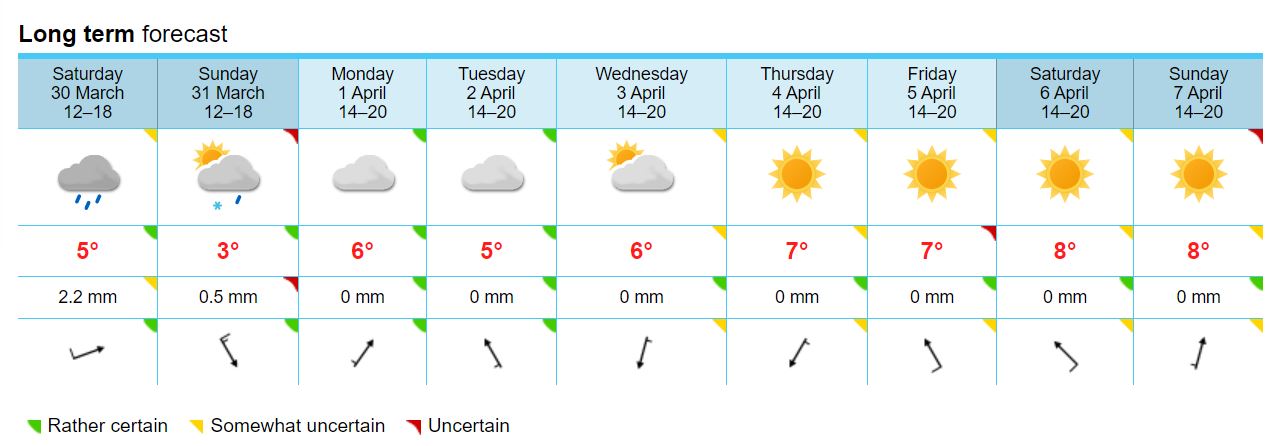 Long term forecast
Saturday Sunday Monday Tuesday Wednesday Thursday Friday Saturday Sunday
30 March 31 March 1 April 2 April 3 April 4 April 5 April 6 April 7 April
12–18 12–18 14–20 14–20 14–20 14–20 14–20 14–20 14–20
5° 3° 6° 5° 6° 7° 7° 8° 8°
2.2 mm 0.5 mm 0 mm 0 mm 0 mm 0 mm 0 mm 0 mm 0 mm
Rather certain Somewhat uncertain Uncertain